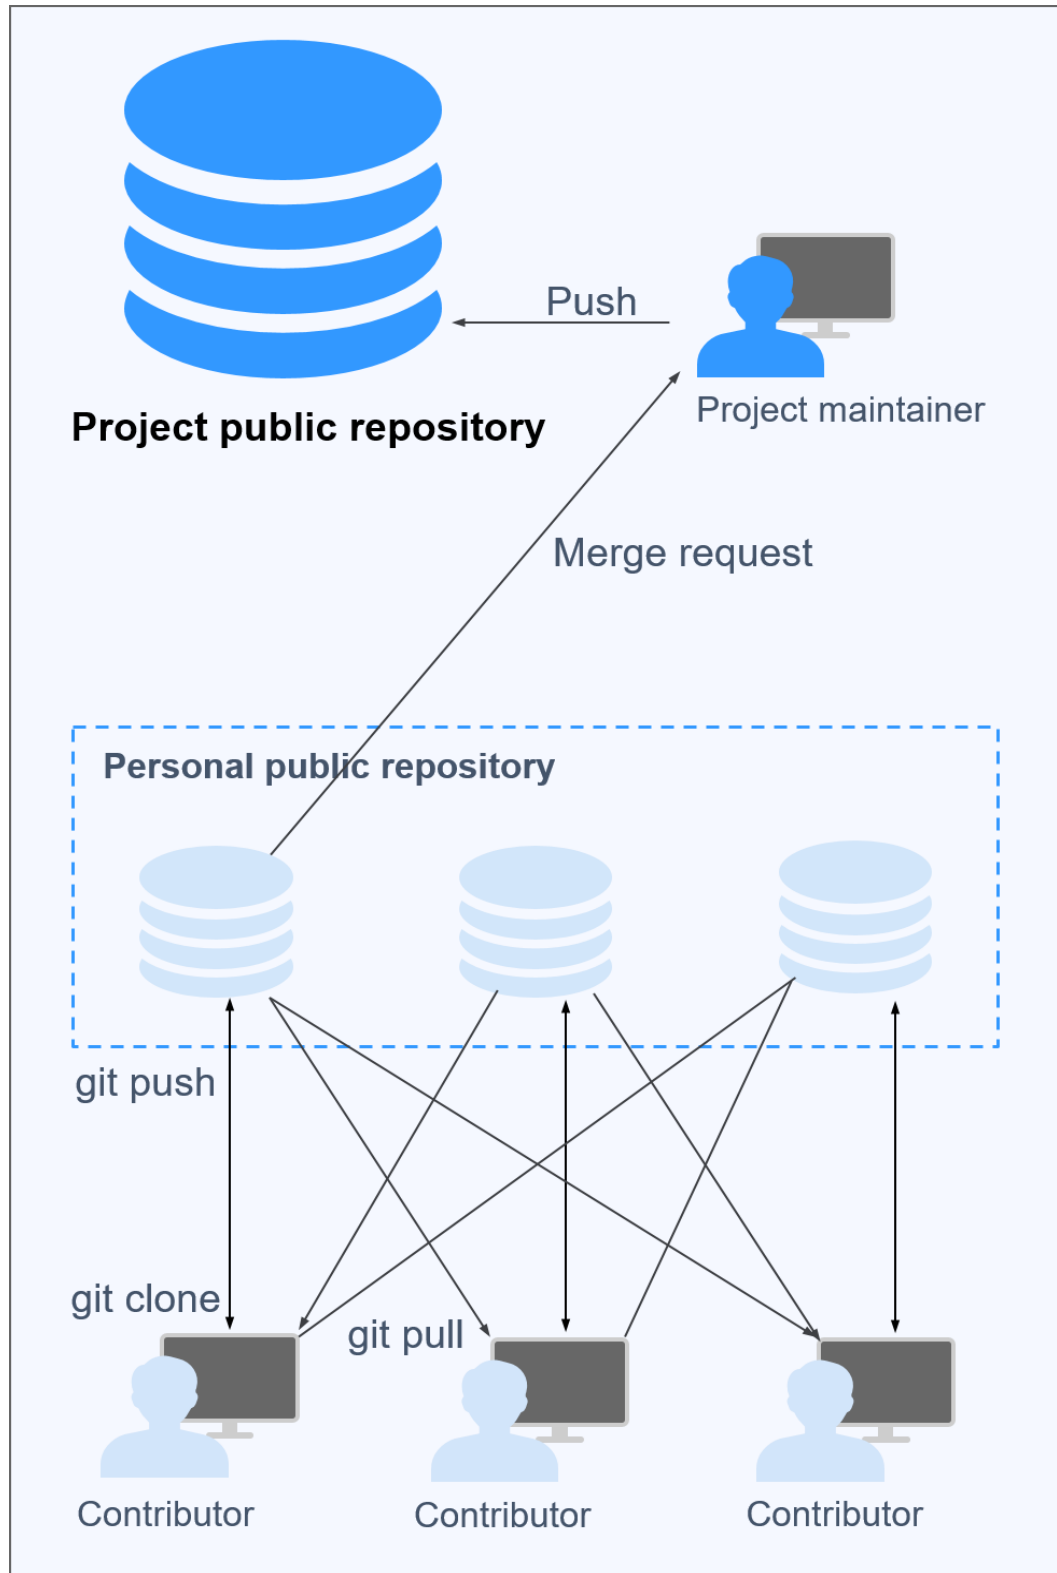 Push
Project maintainer
Project public repository
Merge request
Personal public repository
git push
git clone
git pull
Contributor
Contributor
Contributor